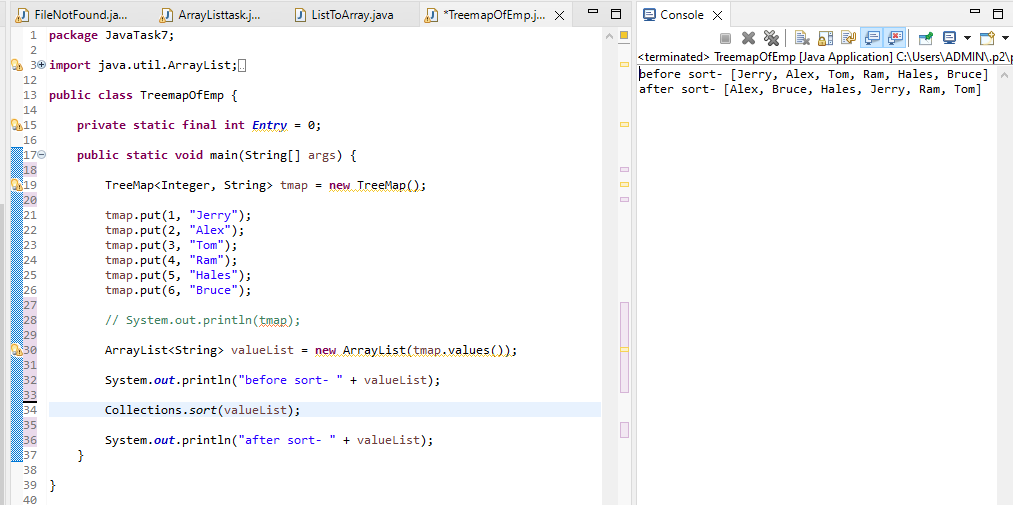 FileNotFound.ja...
ArrayListtask.j...
ListToArray.java
*TreemapOfEmp.j...
1 package JavaTask7;
2
3 import java.util.ArrayList;
12
13 public class TreemapOfEmp {
14
15 private static final int Entry = 0;
16
17 public static void main(String[] args) {
18
19 TreeMap<Integer, String> tmap = new TreeMap();
20
21 tmap.put(1, "Jerry");
22 tmap.put(2, "Alex");
23 tmap.put(3, "Tom");
24 tmap.put(4, "Ram");
25 tmap.put(5, "Hales");
26 tmap.put(6, "Bruce");
27
28 // System.out.println(tmap);
29
30 ArrayList<String> valueList = new ArrayList(tmap.values());
31
32 System.out.println("before sort- " + valueList);
33
34 Collections.sort(valueList);
35
36 System.out.println("after sort- " + valueList);
37 }
38
39 }
40
Console
<terminated> TreemapOfEmp [Java Application] C:\Users\ADMIN\.p2\p
before sort- [Jerry, Alex, Tom, Ram, Hales, Bruce]
after sort- [Alex, Bruce, Hales, Jerry, Ram, Tom]